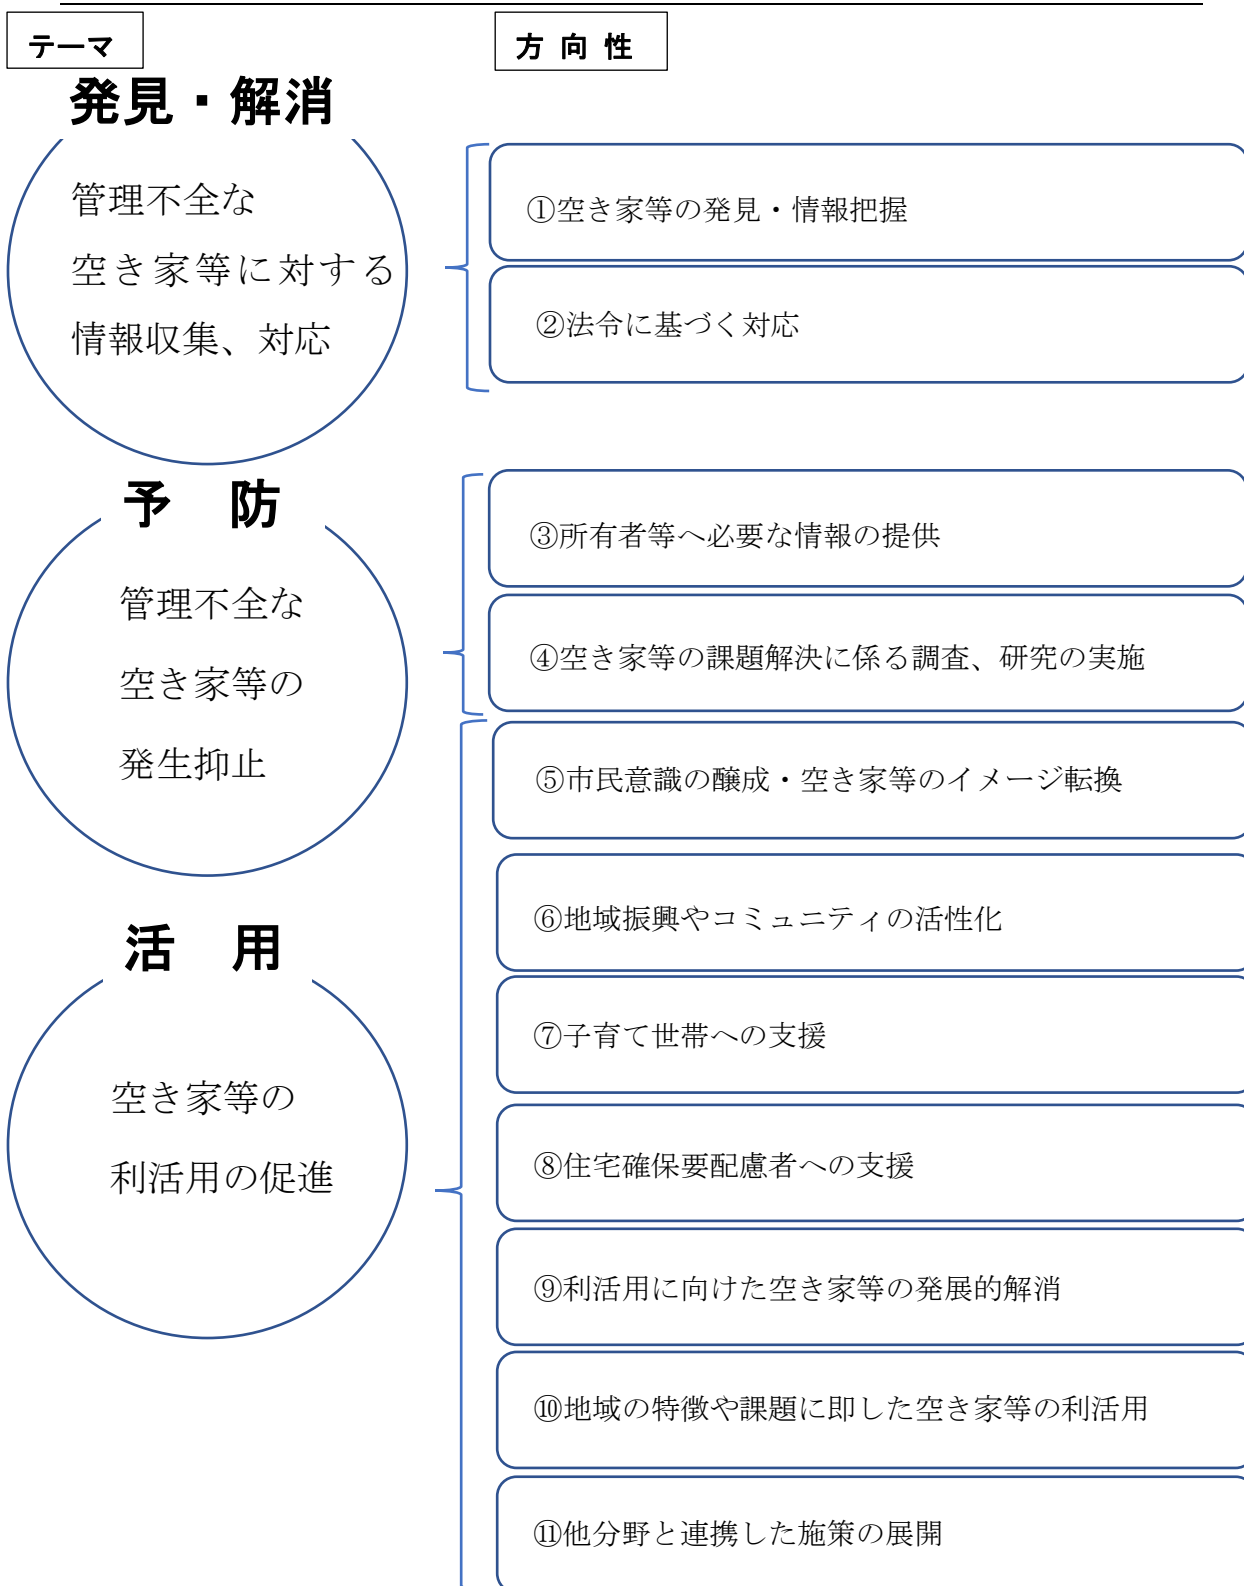 テーマ
方 向 性
発見・解消
管理不全な
空き家等に対する
情報収集、対応
①空き家等の発見・情報把握
②法令に基づく対応
予 防
管理不全な
空き家等の
発生抑止
③所有者等へ必要な情報の提供
④空き家等の課題解決に係る調査、研究の実施
活 用
空き家等の
利活用の促進
⑤市民意識の醸成・空き家等のイメージ転換
⑥地域振興やコミュニティの活性化
⑦子育て世帯への支援
⑧住宅確保要配慮者への支援
⑨利活用に向けた空き家等の発展的解消
⑩地域の特徴や課題に即した空き家等の利活用
⑪他分野と連携した施策の展開